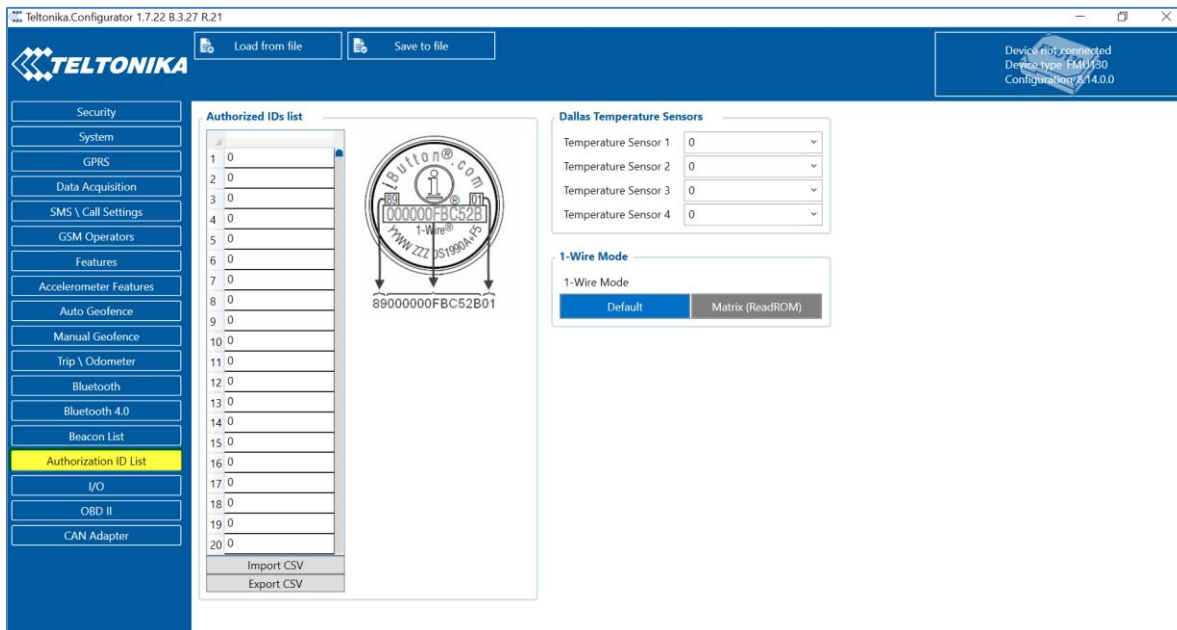 Teltonika.Configurator 1.7.22 B.3.27 R.21
TELTONIKA
Load from file
Save to file
Device not connected
Device type FMU130
Configuration 8.14.0.0
Security
System
GPRS
Data Acquisition
SMS \ Call Settings
GSM Operators
Features
Accelerometer Features
Auto Geofence
Manual Geofence
Trip \ Odometer
Bluetooth
Bluetooth 4.0
Beacon List
Authorization ID List
I/O
OBD II
CAN Adapter
Authorized IDs list
1 0
2 0
3 0
4 0
5 0
6 0
7 0
8 0
9 0
10 0
11 0
12 0
13 0
14 0
15 0
16 0
17 0
18 0
19 0
20 0
Import CSV
Export CSV
iButton®.com
i
89 ® 01
000000FBC52B
1-Wire®
YYWW ZZZ DS1990A+F5
89000000FBC52B01
Dallas Temperature Sensors
Temperature Sensor 1 0
Temperature Sensor 2 0
Temperature Sensor 3 0
Temperature Sensor 4 0
1-Wire Mode
1-Wire Mode
Default Matrix (ReadROM)